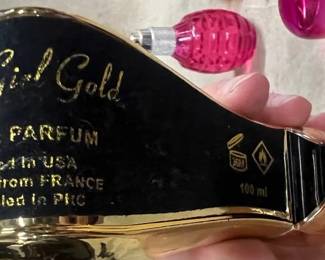 Girl Gold
PARFUM
in USA
from FRANCE
in PRC
100 ml